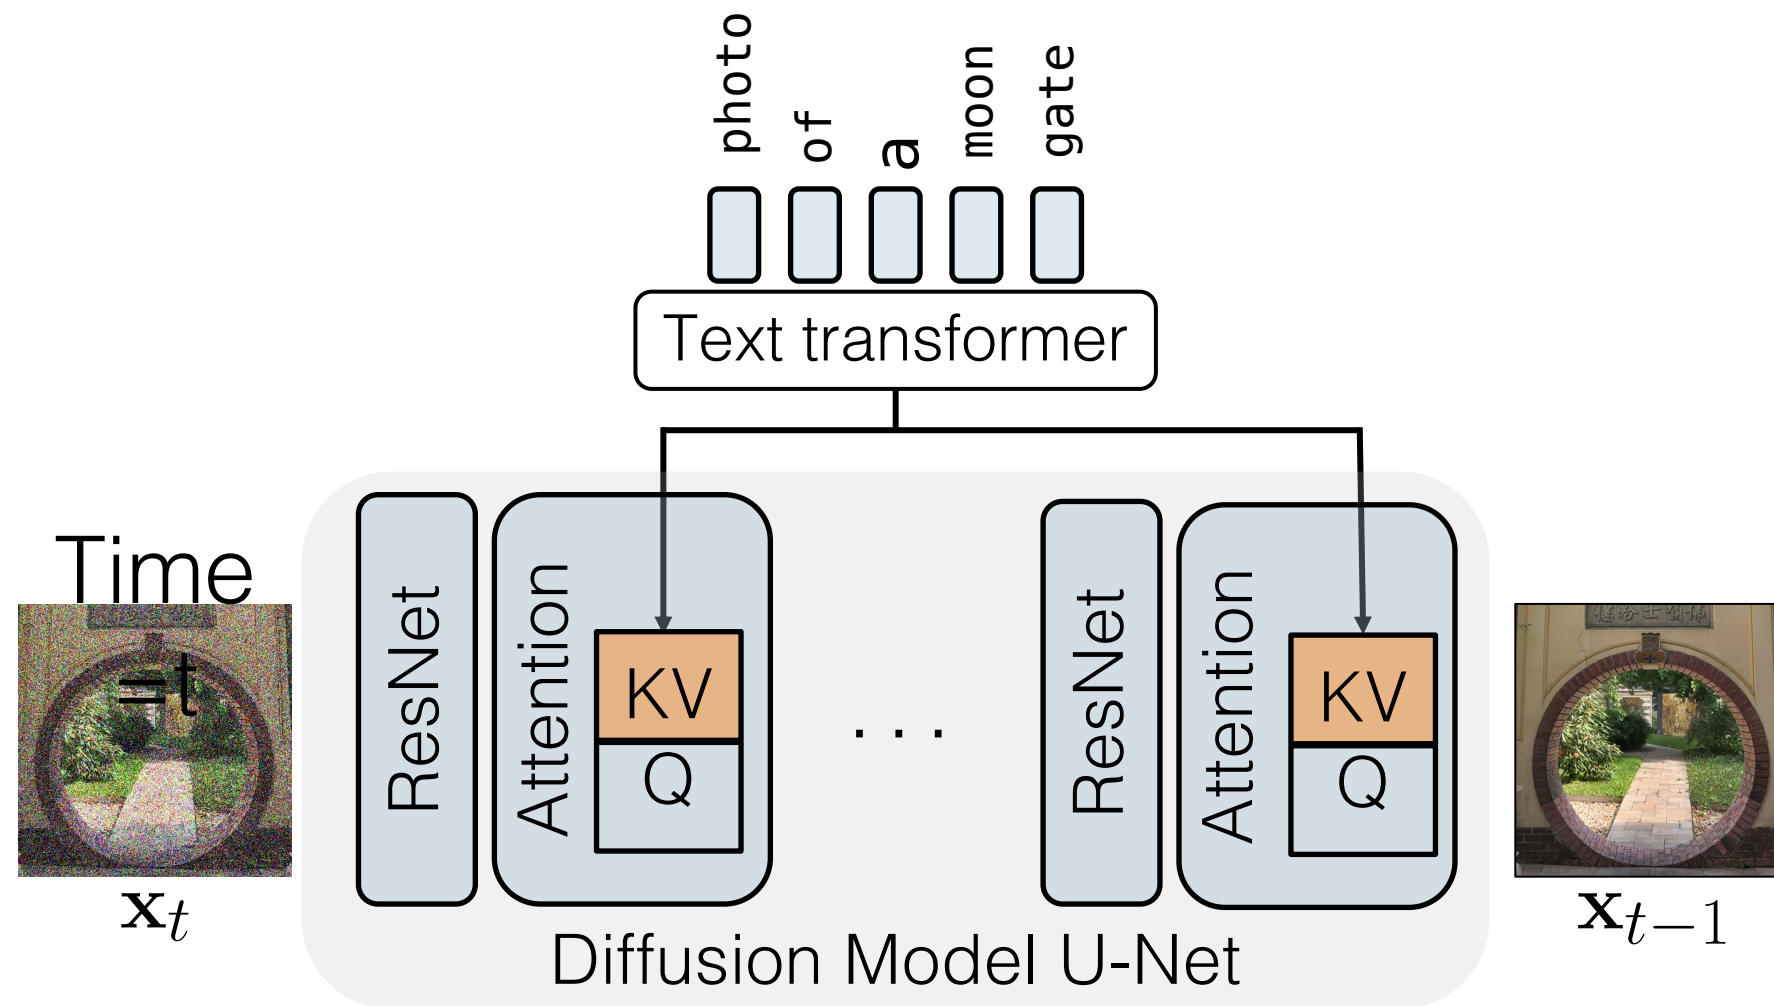 photo
of
a
moon
gate
Text transformer
Time
=t
ResNet
Attention
KV
Q
. . .
ResNet
Attention
KV
Q
x_t
x_{t-1}
Diffusion Model U-Net